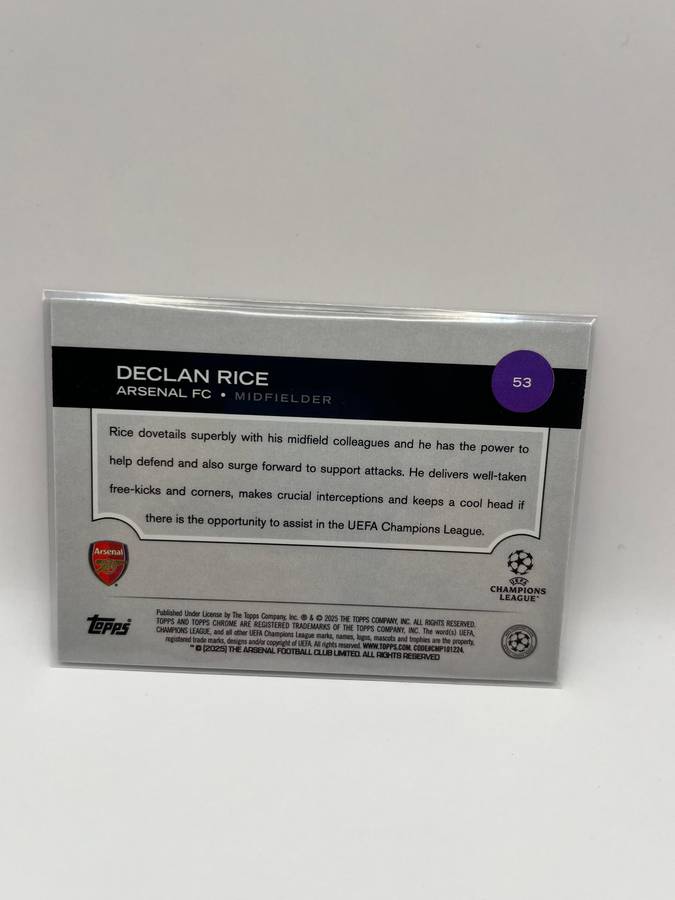 DECLAN RICE
ARSENAL FC • MIDFIELDER
53
Rice dovetails superbly with his midfield colleagues and he has the power to
help defend and also surge forward to support attacks. He delivers well-taken
free-kicks and corners, makes crucial interceptions and keeps a cool head if
there is the opportunity to assist in the UEFA Champions League.
Arsenal
UEFA
CHAMPIONS
LEAGUE
topps
Published Under License by The Topps Company, Inc. ® & © 2025 THE TOPPS COMPANY, INC. ALL RIGHTS RESERVED.
TOPPS AND TOPPS CHROME ARE REGISTERED TRADEMARKS OF THE TOPPS COMPANY, INC. The word(s) UEFA,
CHAMPIONS LEAGUE, and all other UEFA Champions League marks, names, logos, mascots and trophies are the property,
registered trade marks, designs and/or copyright of UEFA. All rights reserved. WWW.TOPPS.COM. CODE#CMP101224.
™ © [2025] THE ARSENAL FOOTBALL CLUB LIMITED. ALL RIGHTS RESERVED